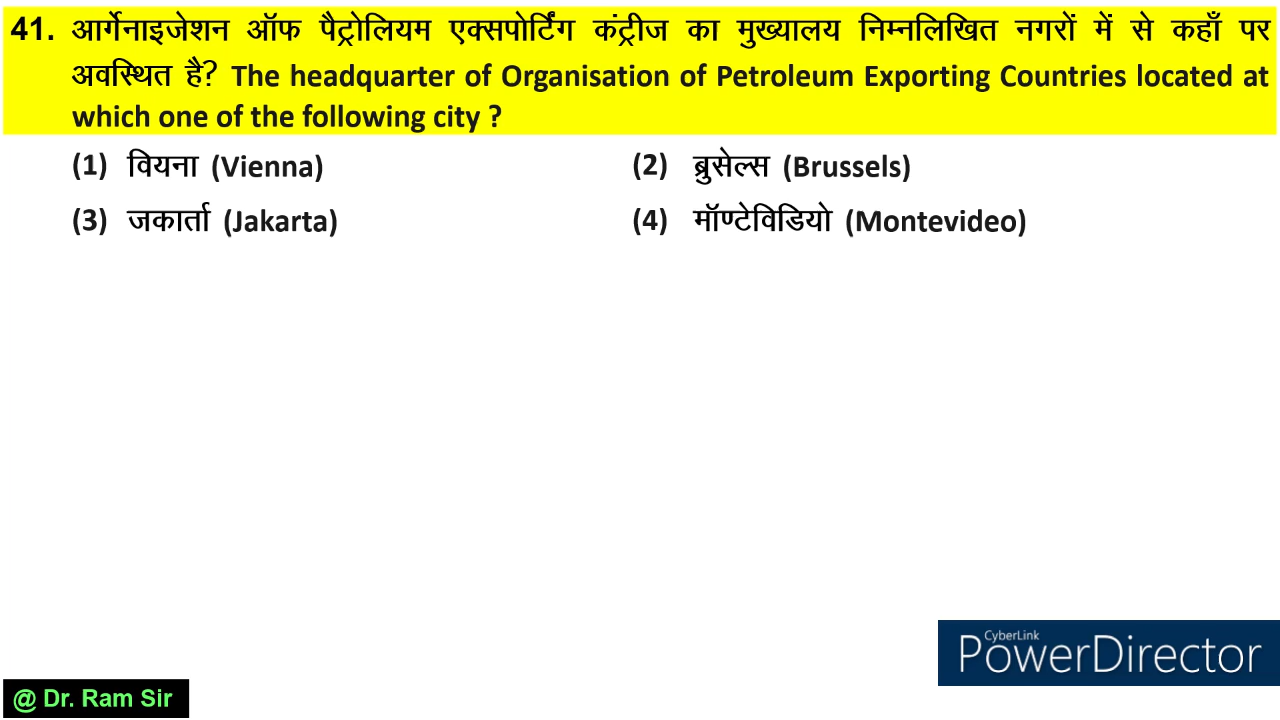 41. आर्गेनाइजेशन ऑफ पैट्रोलियम एक्सपोर्टिंग कंट्रीज का मुख्यालय निम्नलिखित नगरों में से कहाँ पर
अवस्थित है? The headquarter of Organisation of Petroleum Exporting Countries located at
which one of the following city ?
(1) वियना (Vienna) (2) ब्रुसेल्स (Brussels)
(3) जकार्ता (Jakarta) (4) मॉण्टेविडियो (Montevideo)
CyberLink
PowerDirector
@ Dr. Ram Sir